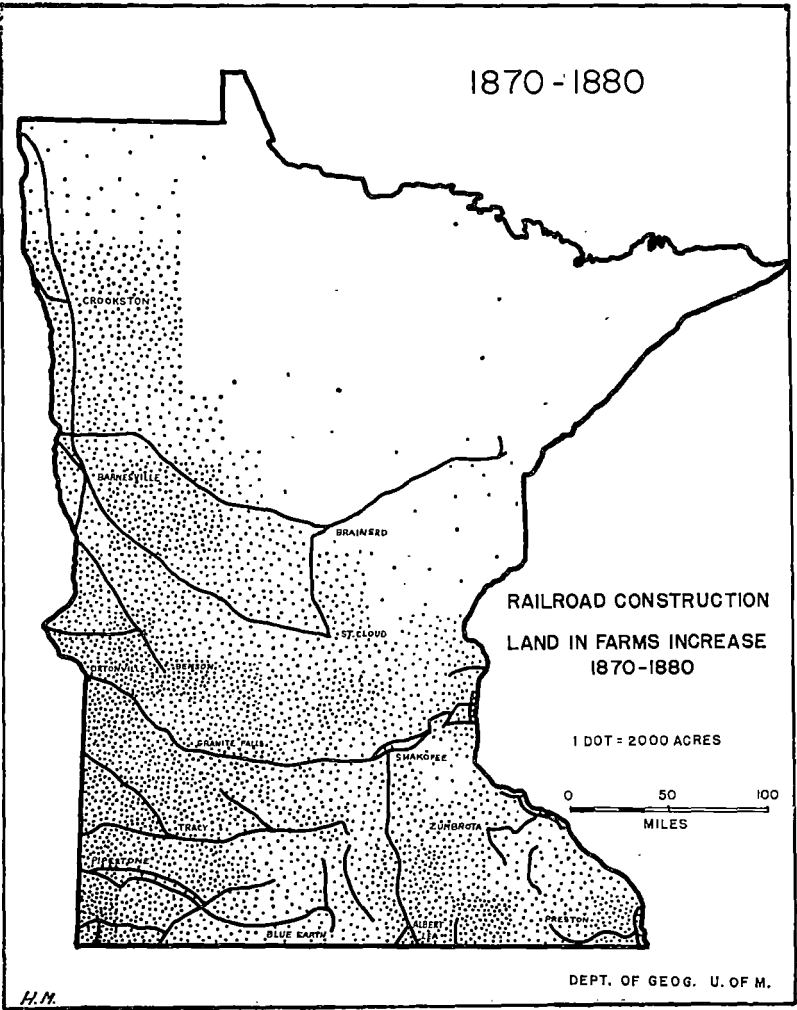 1870 - 1880
CROOKSTON
BARNESVILLE
BRAINERD
RAILROAD CONSTRUCTION
ST. CLOUD
LAND IN FARMS INCREASE
1870-1880
ORTONVILLE BENSON
GRANITE FALLS
1 DOT = 2000 ACRES
SHAKOPEE
0 50 100
MILES
TRACY
ZUMBROTA
PIPESTONE
PRESTON
ALBERT
LEA
BLUE EARTH
DEPT. OF GEOG. U. OF M.
H.M.